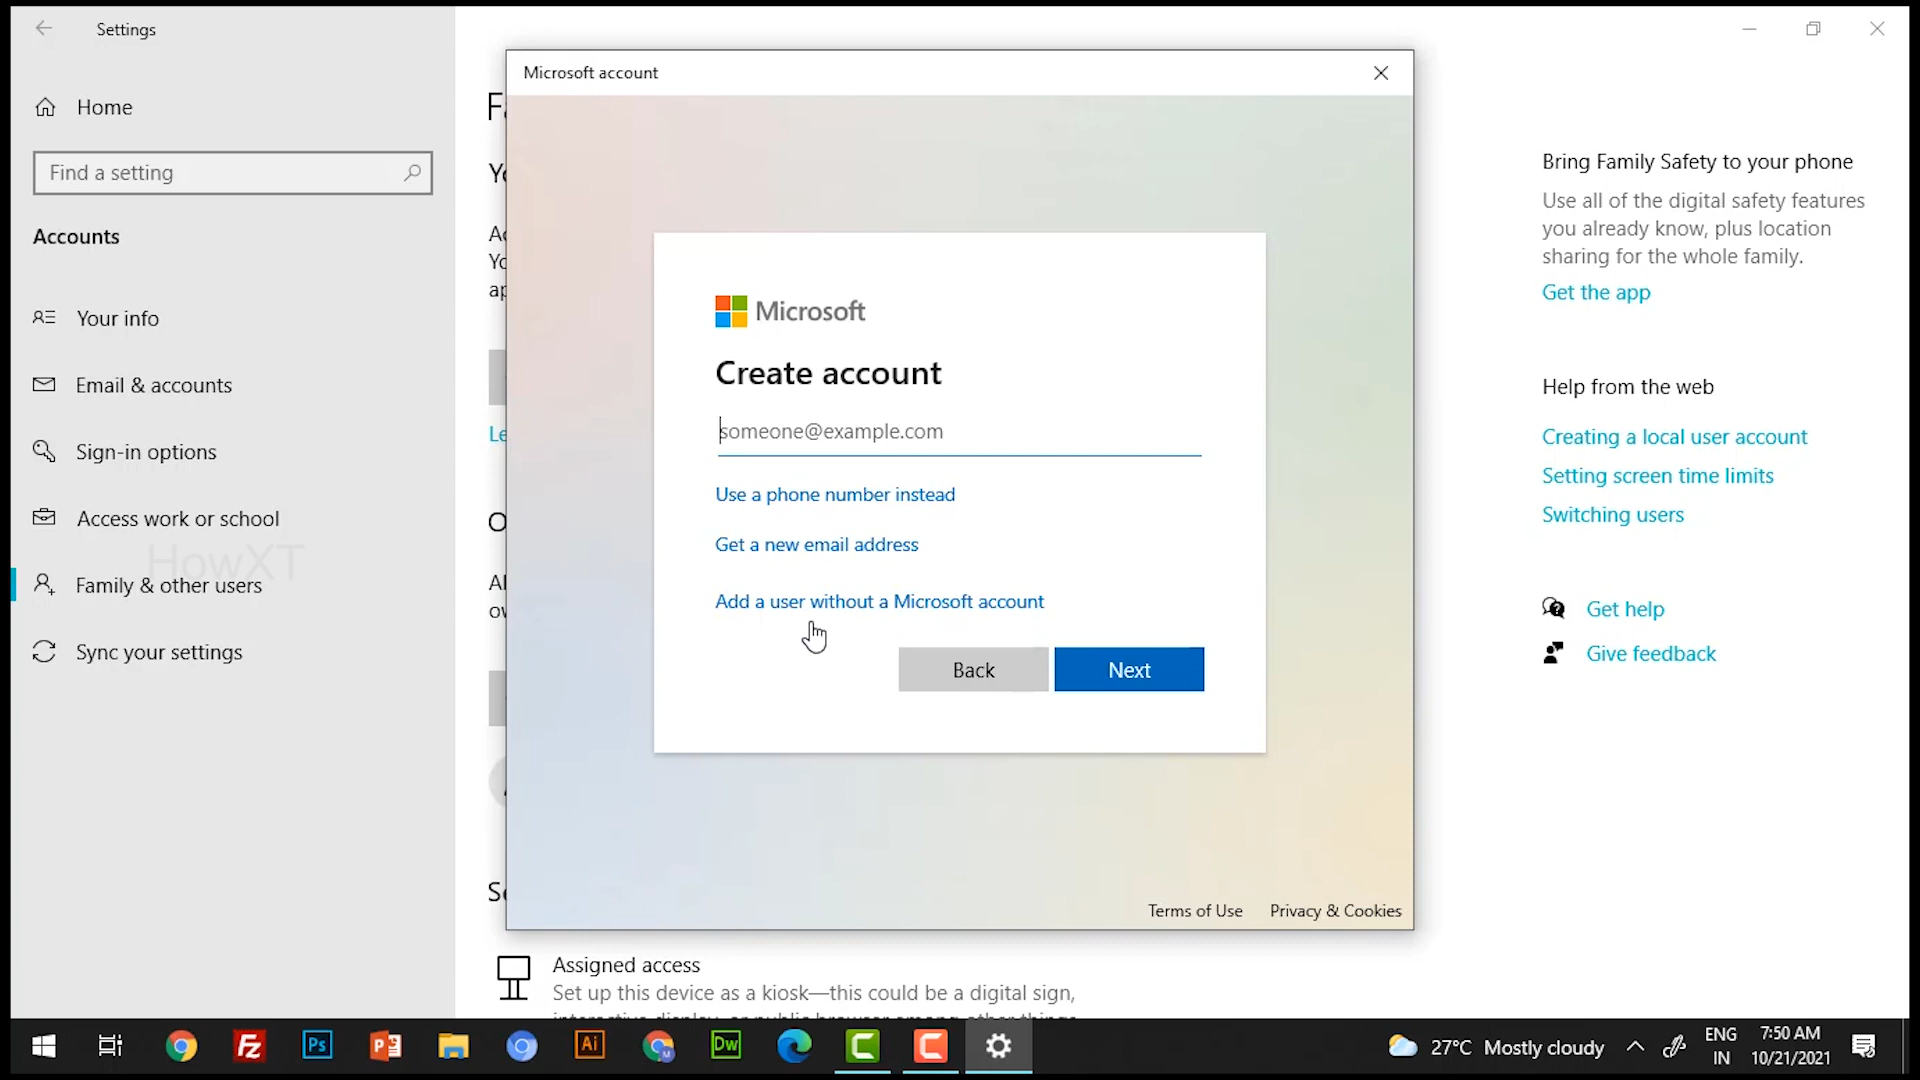 Settings
Home
Find a setting
Accounts
Your info
Email & accounts
Sign-in options
Access work or school
HowXT
Family & other users
Sync your settings
Microsoft account
Microsoft
Create account
someone@example.com
Use a phone number instead
Get a new email address
Add a user without a Microsoft account
Back
Next
Terms of Use
Privacy & Cookies
Assigned access
Set up this device as a kiosk—this could be a digital sign,
Bring Family Safety to your phone
Use all of the digital safety features
you already know, plus location
sharing for the whole family.
Get the app
Help from the web
Creating a local user account
Setting screen time limits
Switching users
Get help
Give feedback
Fz
Ps
P
Ai
M
Dw
C
C
27°C Mostly cloudy
ENG
IN
7:50 AM
10/21/2021